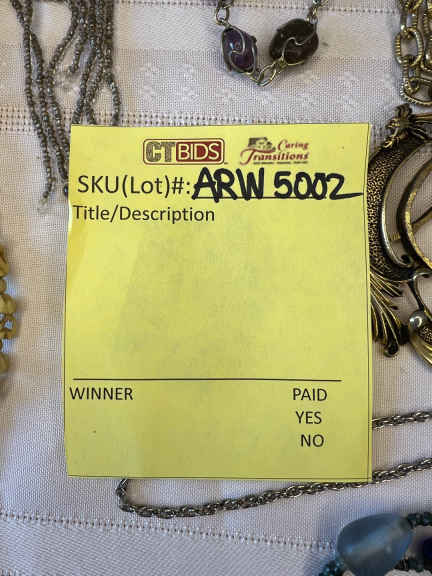 CTBIDS Caring Transitions
SKU(Lot)#: ARW 5002
Title/Description
WINNER PAID
YES
NO